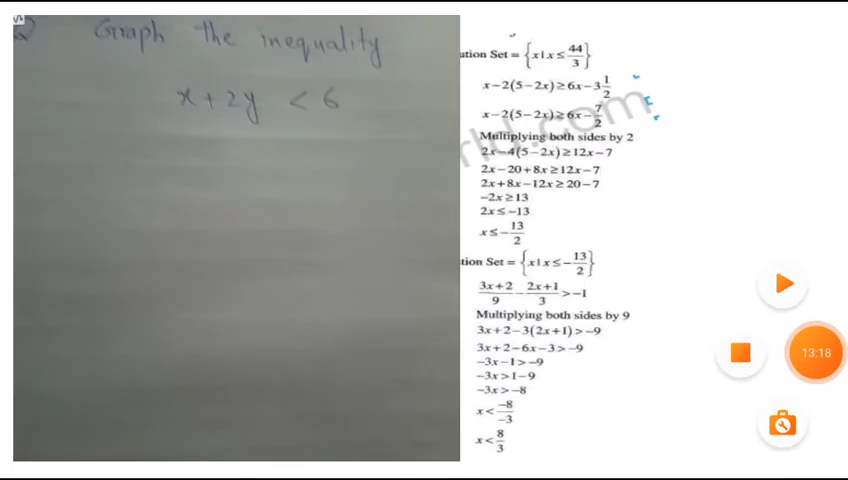 Graph the inequality
x + 2y < 6
ution Set = {x | x ≤ 44/3}
x − 2(5 − 2x) ≥ 6x − 3 1/2
x − 2(5 − 2x) ≥ 6x − 7/2
Multiplying both sides by 2
2x − 4(5 − 2x) ≥ 12x − 7
2x − 20 + 8x ≥ 12x − 7
2x + 8x − 12x ≥ 20 − 7
−2x ≥ 13
2x ≤ −13
x ≤ −13/2
tion Set = {x | x ≤ −13/2}
(3x+2)/9 − (2x+1)/3 > −1
Multiplying both sides by 9
3x + 2 − 3(2x + 1) > −9
3x + 2 − 6x − 3 > −9
−3x − 1 > −9
−3x > 1 − 9
−3x > −8
x < −8/−3
x < 8/3
13:18